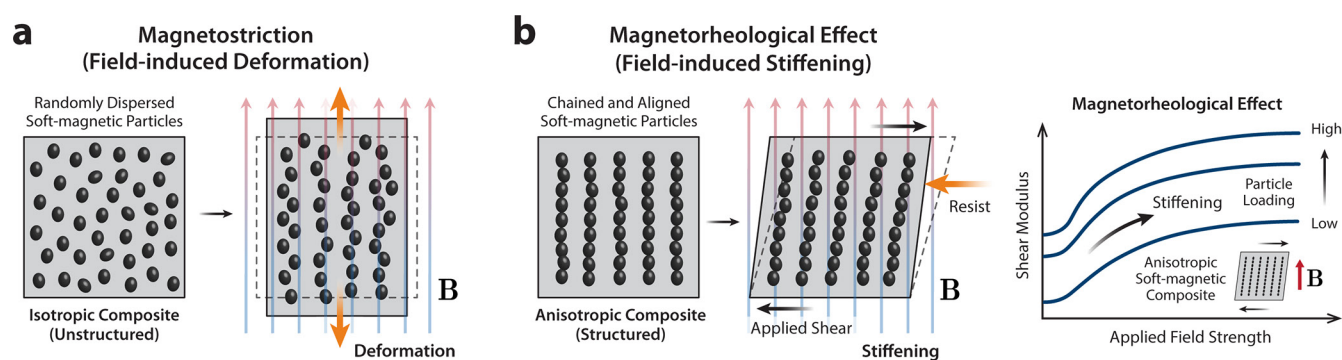 a
Magnetostriction
(Field-induced Deformation)
Randomly Dispersed
Soft-magnetic Particles
Isotropic Composite
(Unstructured)
B
Deformation
b
Magnetorheological Effect
(Field-induced Stiffening)
Chained and Aligned
Soft-magnetic Particles
Anisotropic Composite
(Structured)
Resist
B
Applied Shear
Stiffening
Magnetorheological Effect
Shear Modulus
High
Particle
Loading
Low
Stiffening
Anisotropic
Soft-magnetic
Composite
B
Applied Field Strength